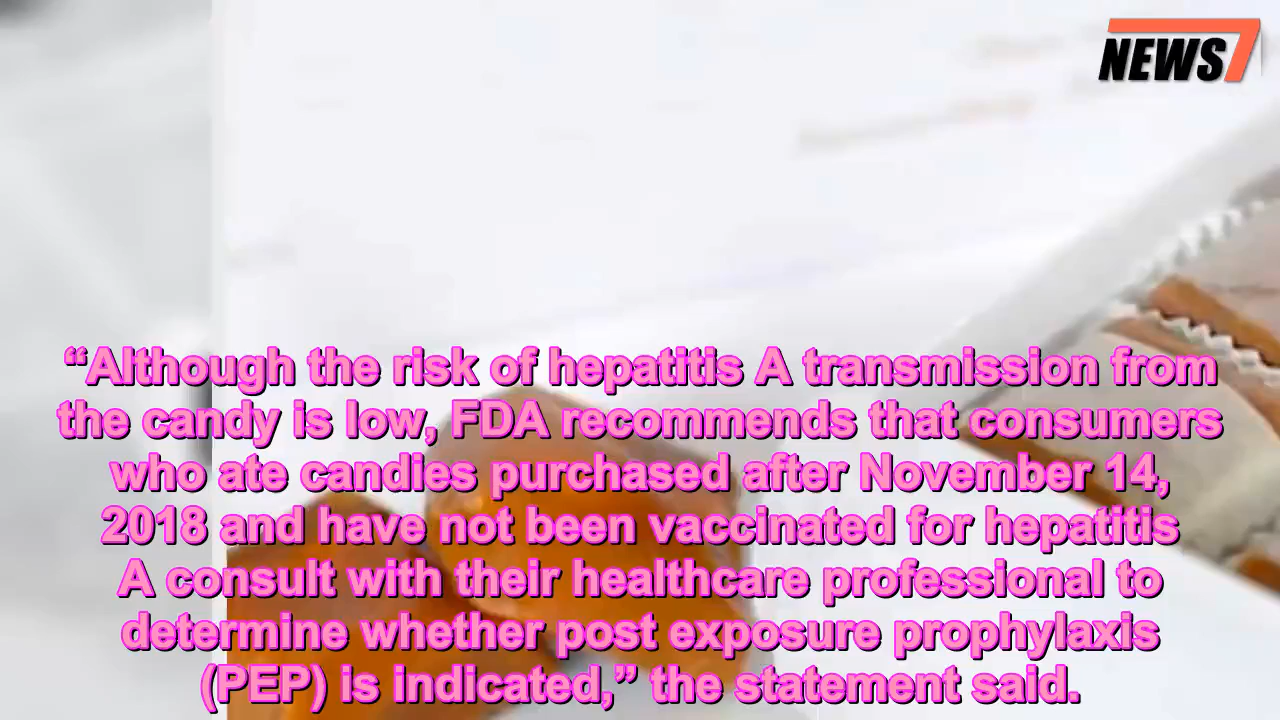 NEWS7
“Although the risk of hepatitis A transmission from
the candy is low, FDA recommends that consumers
who ate candies purchased after November 14,
2018 and have not been vaccinated for hepatitis
A consult with their healthcare professional to
determine whether post exposure prophylaxis
(PEP) is indicated,” the statement said.